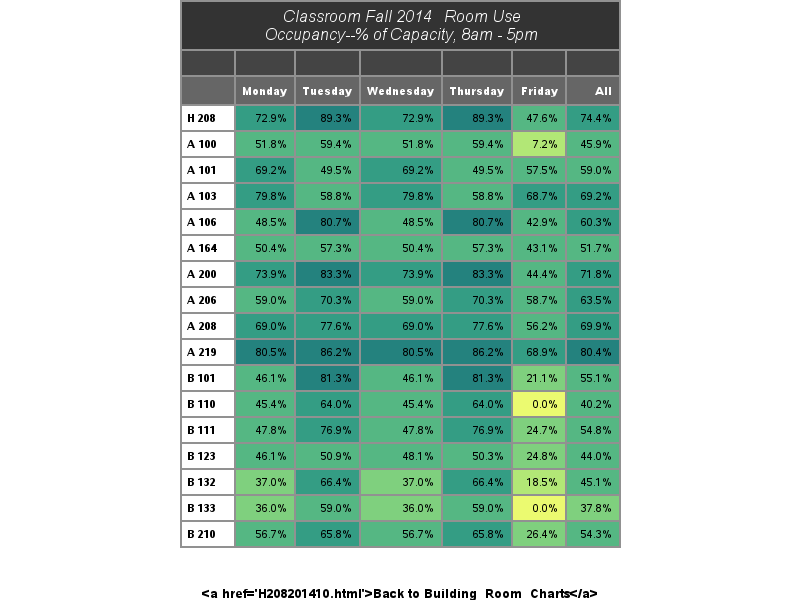 Classroom Fall 2014 Room Use
Occupancy--% of Capacity, 8am - 5pm
Monday Tuesday Wednesday Thursday Friday All
H 208 72.9% 89.3% 72.9% 89.3% 47.6% 74.4%
A 100 51.8% 59.4% 51.8% 59.4% 7.2% 45.9%
A 101 69.2% 49.5% 69.2% 49.5% 57.5% 59.0%
A 103 79.8% 58.8% 79.8% 58.8% 68.7% 69.2%
A 106 48.5% 80.7% 48.5% 80.7% 42.9% 60.3%
A 164 50.4% 57.3% 50.4% 57.3% 43.1% 51.7%
A 200 73.9% 83.3% 73.9% 83.3% 44.4% 71.8%
A 206 59.0% 70.3% 59.0% 70.3% 58.7% 63.5%
A 208 69.0% 77.6% 69.0% 77.6% 56.2% 69.9%
A 219 80.5% 86.2% 80.5% 86.2% 68.9% 80.4%
B 101 46.1% 81.3% 46.1% 81.3% 21.1% 55.1%
B 110 45.4% 64.0% 45.4% 64.0% 0.0% 40.2%
B 111 47.8% 76.9% 47.8% 76.9% 24.7% 54.8%
B 123 46.1% 50.9% 48.1% 50.3% 24.8% 44.0%
B 132 37.0% 66.4% 37.0% 66.4% 18.5% 45.1%
B 133 36.0% 59.0% 36.0% 59.0% 0.0% 37.8%
B 210 56.7% 65.8% 56.7% 65.8% 26.4% 54.3%
<a href='H208201410.html'>Back to Building Room Charts</a>